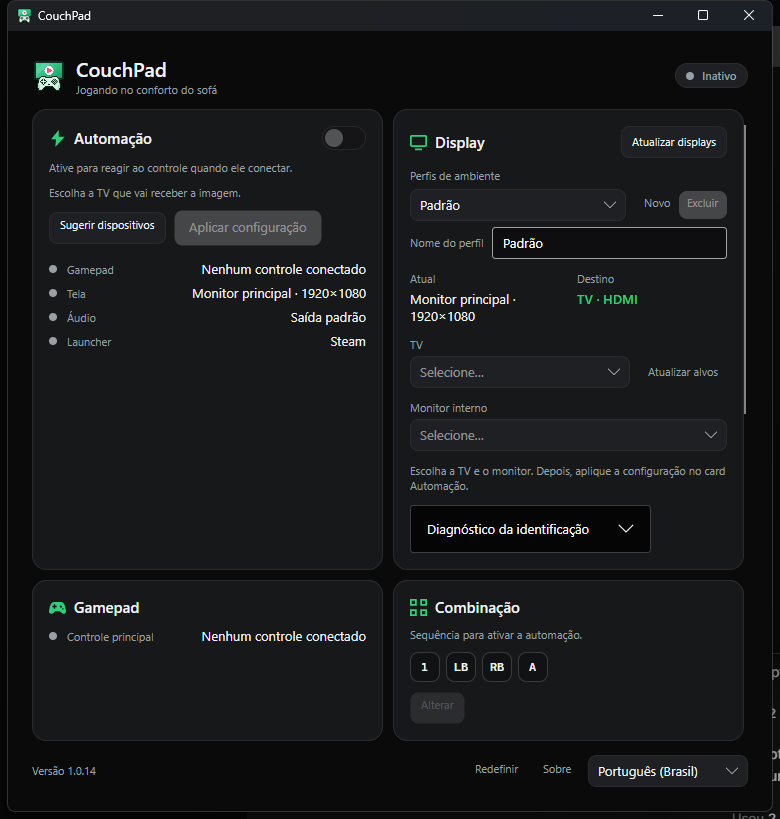 CouchPad
CouchPad
Jogando no conforto do sofá
Inativo
Automação
Ative para reagir ao controle quando ele conectar.
Escolha a TV que vai receber a imagem.
Sugerir dispositivos
Aplicar configuração
Gamepad
Nenhum controle conectado
Tela
Monitor principal · 1920×1080
Áudio
Saída padrão
Launcher
Steam
Display
Atualizar displays
Perfis de ambiente
Padrão
Novo
Excluir
Nome do perfil
Padrão
Atual
Monitor principal ·
1920×1080
Destino
TV · HDMI
TV
Selecione...
Atualizar alvos
Monitor interno
Selecione...
Escolha a TV e o monitor. Depois, aplique a configuração no card
Automação.
Diagnóstico da identificação
Gamepad
Controle principal
Nenhum controle conectado
Combinação
Sequência para ativar a automação.
1
LB
RB
A
Alterar
Versão 1.0.14
Redefinir
Sobre
Português (Brasil)